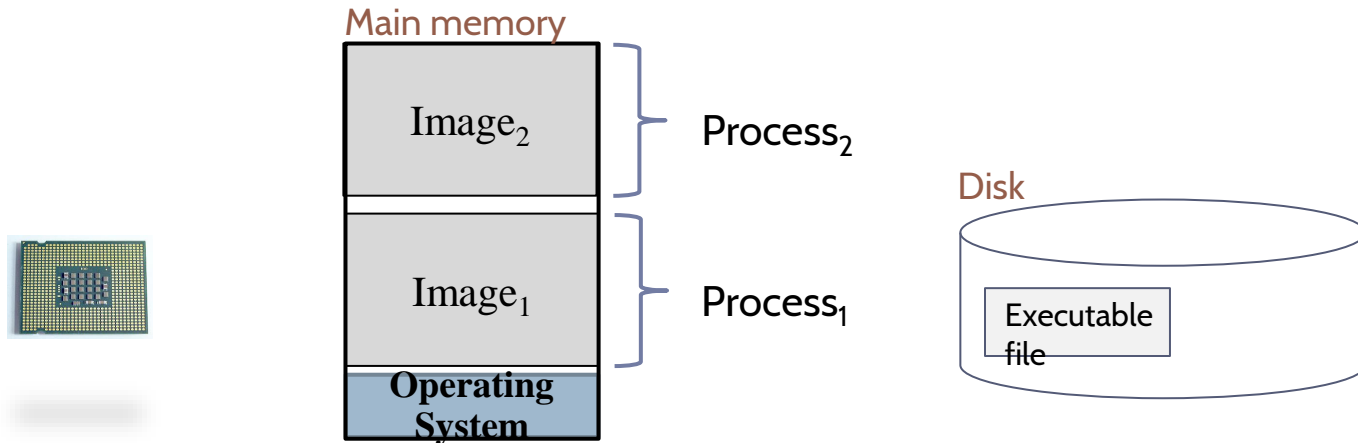 Main memory
Image₂
Process₂
Disk
Image₁
Process₁
Executable
file
Operating
System